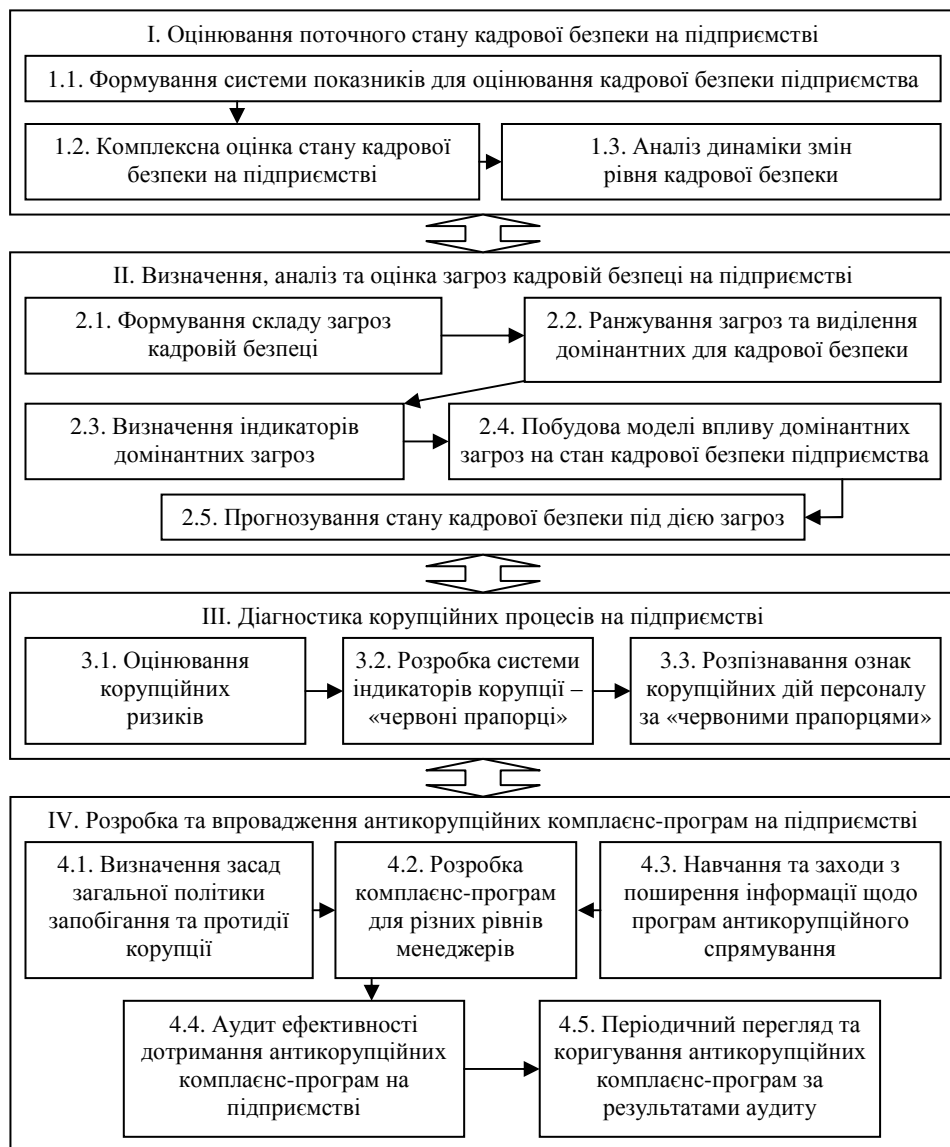 I. Оцінювання поточного стану кадрової безпеки на підприємстві
1.1. Формування системи показників для оцінювання кадрової безпеки підприємства
1.2. Комплексна оцінка стану кадрової
безпеки на підприємстві
1.3. Аналіз динаміки змін
рівня кадрової безпеки
II. Визначення, аналіз та оцінка загроз кадровій безпеці на підприємстві
2.1. Формування складу загроз
кадровій безпеці
2.2. Ранжування загроз та виділення
домінантних для кадрової безпеки
2.3. Визначення індикаторів
домінантних загроз
2.4. Побудова моделі впливу домінантних
загроз на стан кадрової безпеки підприємства
2.5. Прогнозування стану кадрової безпеки під дією загроз
III. Діагностика корупційних процесів на підприємстві
3.1. Оцінювання
корупційних
ризиків
3.2. Розробка системи
індикаторів корупції –
«червоні прапорці»
3.3. Розпізнавання ознак
корупційних дій персоналу
за «червоними прапорцями»
IV. Розробка та впровадження антикорупційних комплаєнс-програм на підприємстві
4.1. Визначення засад
загальної політики
запобігання та протидії
корупції
4.2. Розробка
комплаєнс-програм
для різних рівнів
менеджерів
4.3. Навчання та заходи з
поширення інформації щодо
програм антикорупційного
спрямування
4.4. Аудит ефективності
дотримання антикорупційних
комплаєнс-програм на
підприємстві
4.5. Періодичний перегляд та
коригування антикорупційних
комплаєнс-програм за
результатами аудиту